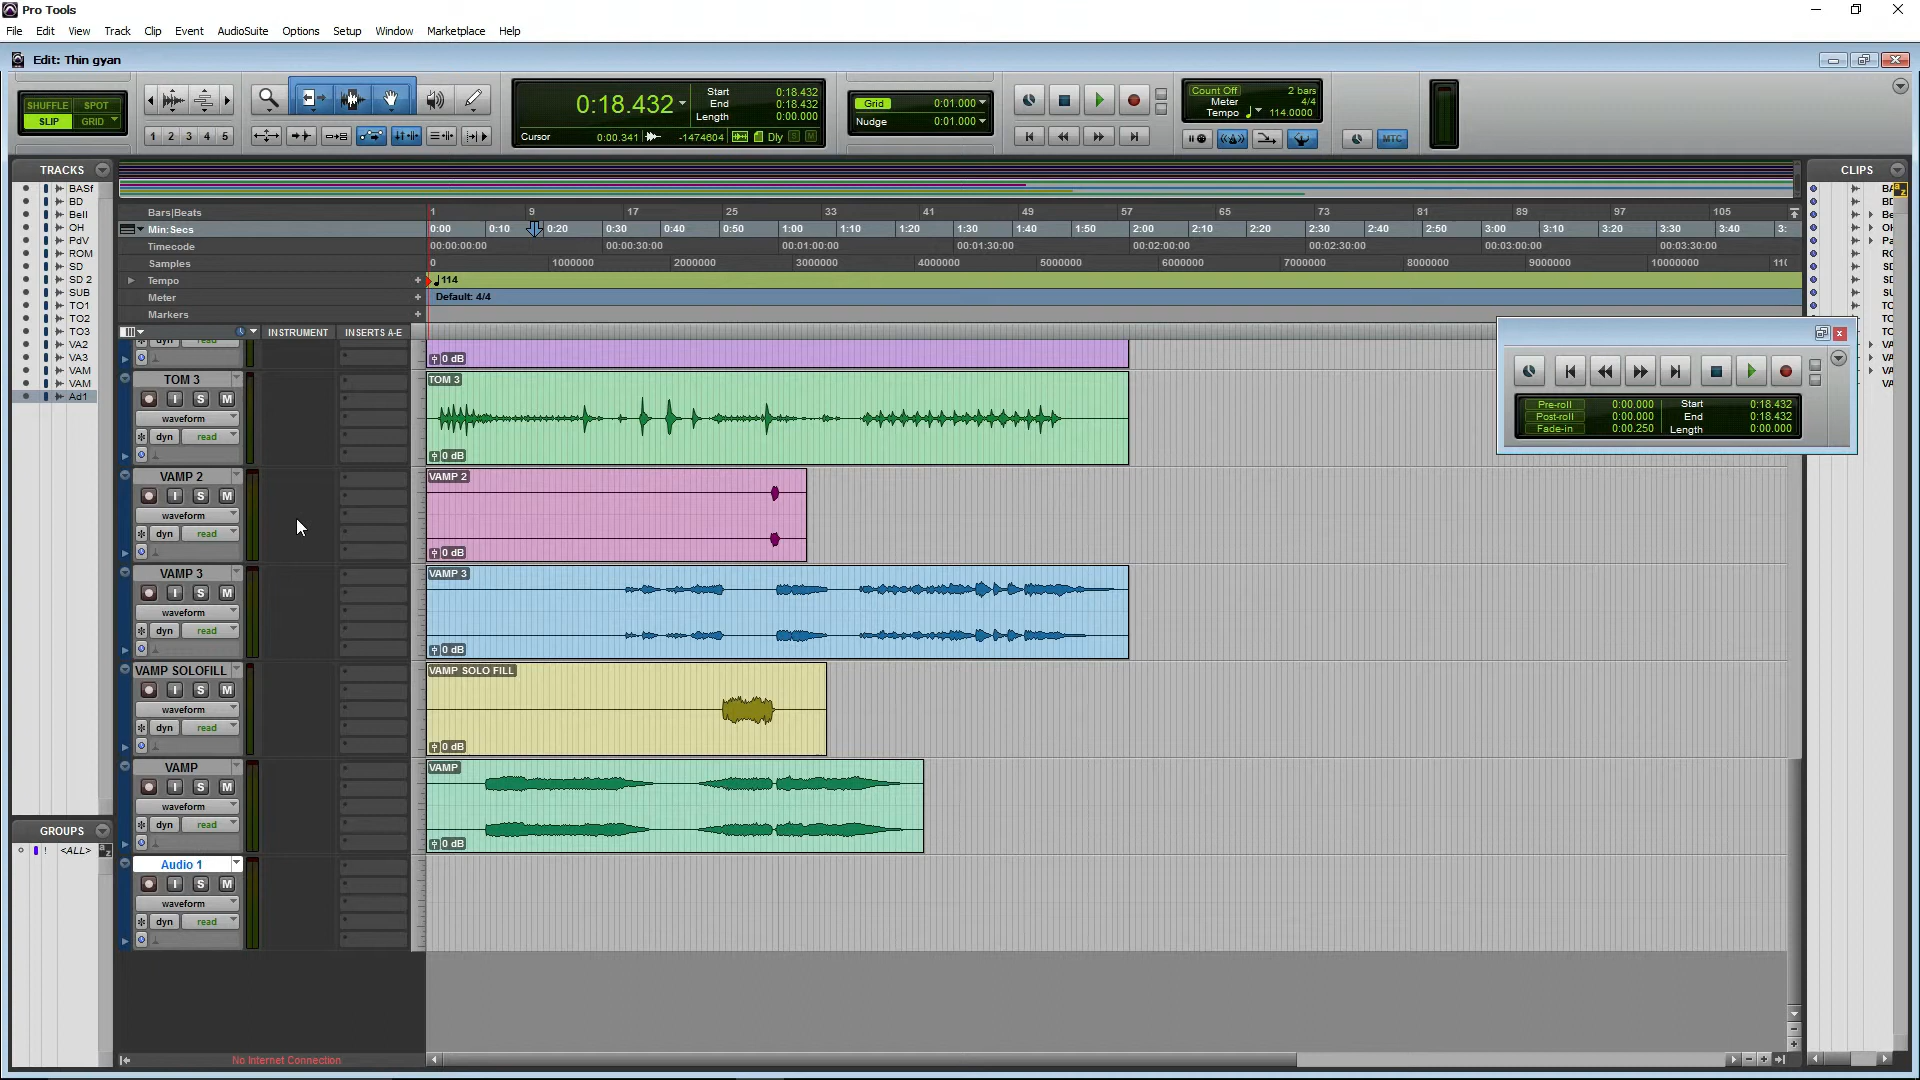 Pro Tools
File Edit View Track Clip Event AudioSuite Options Setup Window Marketplace Help
Edit: Thin gyan
SHUFFLE SPOT
SLIP GRID
1 2 3 4 5
0:18.432
Start 0:18.432
End 0:18.432
Length 0:00.000
Cursor 0:00.341 -1474604 Dly S M
Grid 0:01.000
Nudge 0:01.000
Count Off 2 bars
Meter 4/4
Tempo 114.0000
MTC
TRACKS
BASf
BD
Bell
OH
PdV
ROM
SD
SD 2
SUB
TO1
TO2
TO3
VA2
VA3
VAM
VAM
Ad1
GROUPS
! <ALL>
CLIPS
Bars|Beats 1 9 17 25 33 41 49 57 65 73 81 89 97 105
Min:Secs 0:00 0:10 0:20 0:30 0:40 0:50 1:00 1:10 1:20 1:30 1:40 1:50 2:00 2:10 2:20 2:30 2:40 2:50 3:00 3:10 3:20 3:30 3:40 3:
Timecode 00:00:00:00 00:00:30:00 00:01:00:00 00:01:30:00 00:02:00:00 00:02:30:00 00:03:00:00 00:03:30:00
Samples 0 1000000 2000000 3000000 4000000 5000000 6000000 7000000 8000000 9000000 10000000
Tempo 114
Meter Default: 4/4
Markers
INSTRUMENT INSERTS A-E
dyn read
0 dB
TOM 3 TOM 3
I S M
waveform
dyn read
0 dB
VAMP 2 VAMP 2
I S M
waveform
dyn read
0 dB
VAMP 3 VAMP 3
I S M
waveform
dyn read
0 dB
VAMP SOLOFILL VAMP SOLO FILL
I S M
waveform
dyn read
0 dB
VAMP VAMP
I S M
waveform
dyn read
0 dB
Audio 1
I S M
waveform
dyn read
No Internet Connection
Pre-roll 0:00.000 Start 0:18.432
Post-roll 0:00.000 End 0:18.432
Fade-in 0:00.250 Length 0:00.000